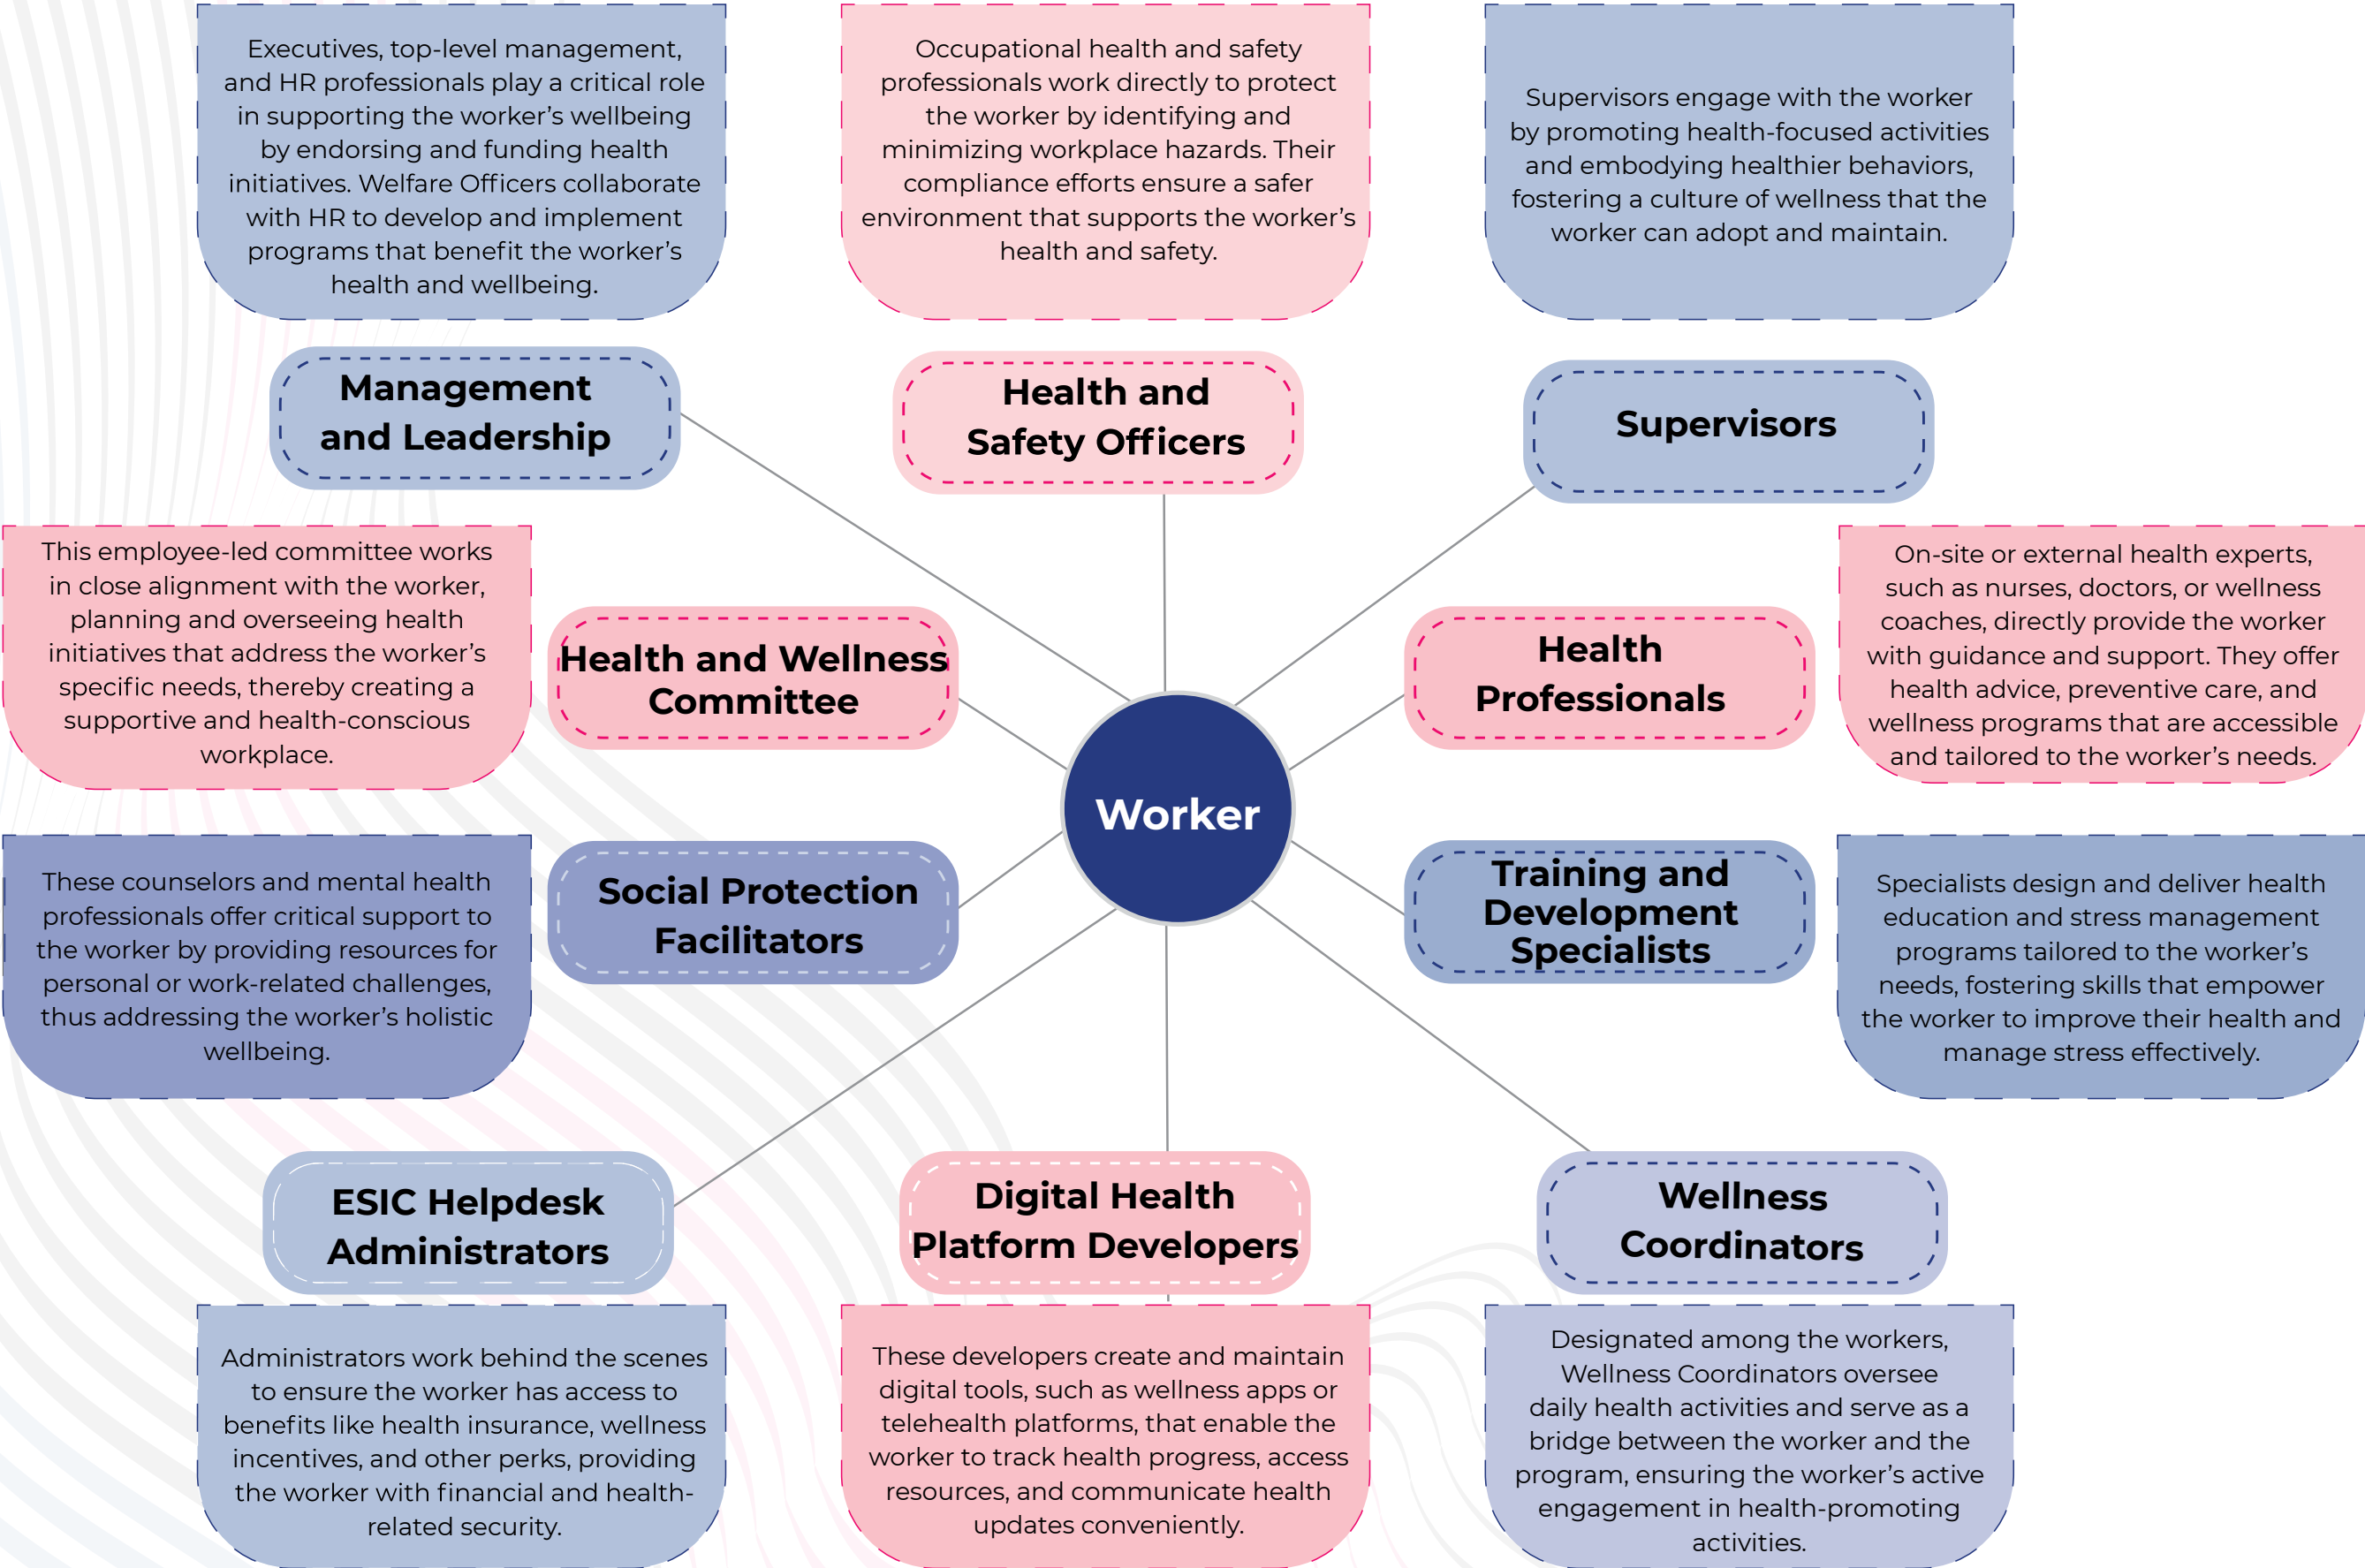 Executives, top-level management,
and HR professionals play a critical role
in supporting the worker's wellbeing
by endorsing and funding health
initiatives. Welfare Officers collaborate
with HR to develop and implement
programs that benefit the worker's
health and wellbeing.
Management
and Leadership
Occupational health and safety
professionals work directly to protect
the worker by identifying and
minimizing workplace hazards. Their
compliance efforts ensure a safer
environment that supports the worker's
health and safety.
Health and
Safety Officers
Supervisors engage with the worker
by promoting health-focused activities
and embodying healthier behaviors,
fostering a culture of wellness that the
worker can adopt and maintain.
Supervisors
This employee-led committee works
in close alignment with the worker,
planning and overseeing health
initiatives that address the worker's
specific needs, thereby creating a
supportive and health-conscious
workplace.
Health and Wellness
Committee
Health
Professionals
On-site or external health experts,
such as nurses, doctors, or wellness
coaches, directly provide the worker
with guidance and support. They offer
health advice, preventive care, and
wellness programs that are accessible
and tailored to the worker's needs.
Worker
These counselors and mental health
professionals offer critical support to
the worker by providing resources for
personal or work-related challenges,
thus addressing the worker's holistic
wellbeing.
Social Protection
Facilitators
Training and
Development
Specialists
Specialists design and deliver health
education and stress management
programs tailored to the worker's
needs, fostering skills that empower
the worker to improve their health and
manage stress effectively.
ESIC Helpdesk
Administrators
Administrators work behind the scenes
to ensure the worker has access to
benefits like health insurance, wellness
incentives, and other perks, providing
the worker with financial and health-
related security.
Digital Health
Platform Developers
These developers create and maintain
digital tools, such as wellness apps or
telehealth platforms, that enable the
worker to track health progress, access
resources, and communicate health
updates conveniently.
Wellness
Coordinators
Designated among the workers,
Wellness Coordinators oversee
daily health activities and serve as a
bridge between the worker and the
program, ensuring the worker's active
engagement in health-promoting
activities.